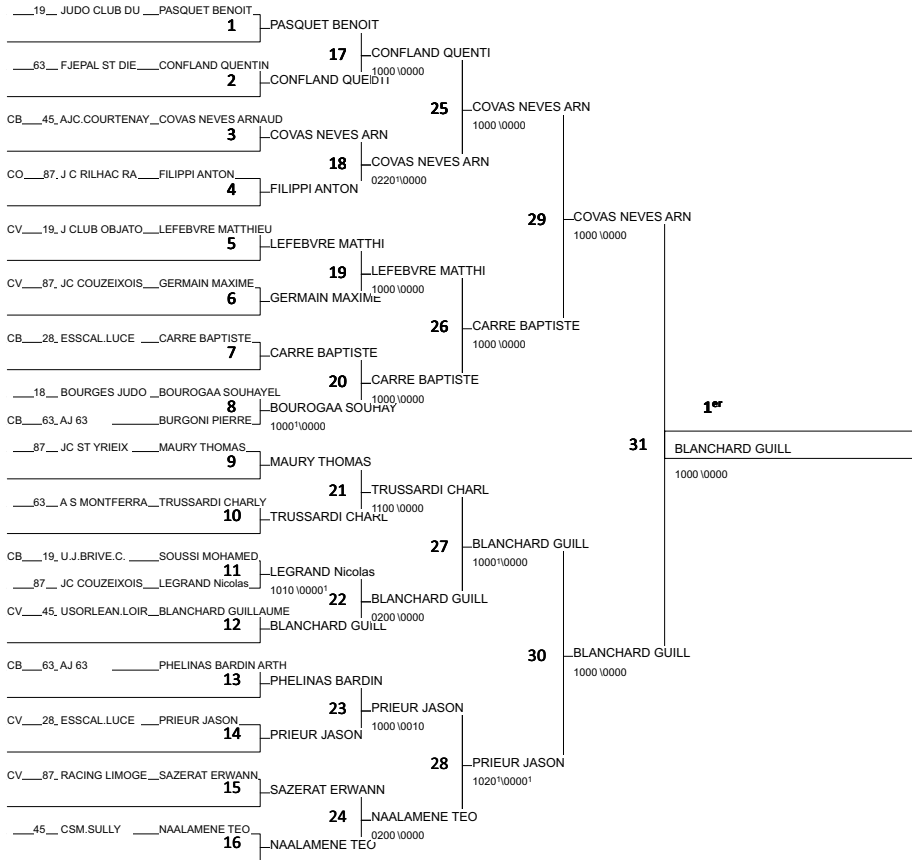 19 JUDO CLUB DU PASQUET BENOIT
1 PASQUET BENOIT
17 CONFLAND QUENTI
1000 \0000
63 FJEPAL ST DIE CONFLAND QUENTIN
2 CONFLAND QUENTI
25 COVAS NEVES ARN
1000 \0000
CB 45 AJC.COURTENAY COVAS NEVES ARNAUD
3 COVAS NEVES ARN
18 COVAS NEVES ARN
0220¹\0000
CO 87 J C RILHAC RA FILIPPI ANTON
4 FILIPPI ANTON
29 COVAS NEVES ARN
1000 \0000
CV 19 J CLUB OBJATO LEFEBVRE MATTHIEU
5 LEFEBVRE MATTHI
19 LEFEBVRE MATTHI
1000 \0000
CV 87 JC COUZEIXOIS GERMAIN MAXIME
6 GERMAIN MAXIME
26 CARRE BAPTISTE
1000 \0000
CB 28 ESSCAL.LUCE CARRE BAPTISTE
7 CARRE BAPTISTE
20 CARRE BAPTISTE
1000 \0000
18 BOURGES JUDO BOUROGAA SOUHAYEL
8 BOUROGAA SOUHAY
CB 63 AJ 63 BURGONI PIERRE
1000¹\0000
1er
31 BLANCHARD GUILL
1000 \0000
87 JC ST YRIEIX MAURY THOMAS
9 MAURY THOMAS
21 TRUSSARDI CHARL
1100 \0000
63 A S MONTFERRA TRUSSARDI CHARLY
10 TRUSSARDI CHARL
27 BLANCHARD GUILL
1000¹\0000
CB 19 U.J.BRIVE.C. SOUSSI MOHAMED
11 LEGRAND Nicolas
87 JC COUZEIXOIS LEGRAND Nicolas
1010 \0000¹
22 BLANCHARD GUILL
0200 \0000
CV 45 USORLEAN.LOIR BLANCHARD GUILLAUME
12 BLANCHARD GUILL
30 BLANCHARD GUILL
1000 \0000
CB 63 AJ 63 PHELINAS BARDIN ARTH
13 PHELINAS BARDIN
23 PRIEUR JASON
1000 \0010
CV 28 ESSCAL.LUCE PRIEUR JASON
14 PRIEUR JASON
28 PRIEUR JASON
1020¹\0000¹
CV 87 RACING LIMOGE SAZERAT ERWANN
15 SAZERAT ERWANN
24 NAALAMENE TEO
0200 \0000
45 CSM.SULLY NAALAMENE TEO
16 NAALAMENE TEO